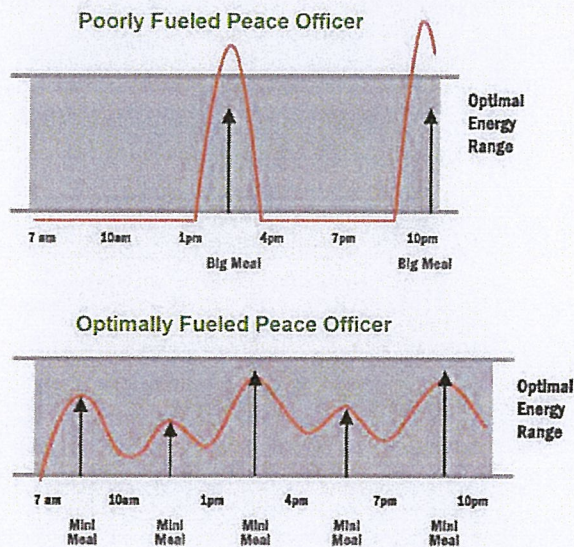 Poorly Fueled Peace Officer
Optimal
Energy
Range
7 am 10am 1pm 4pm 7pm 10pm
Big Meal Big Meal
Optimally Fueled Peace Officer
Optimal
Energy
Range
7 am 10am 1pm 4pm 7pm 10pm
Mini Mini Mini Mini Mini
Meal Meal Meal Meal Meal